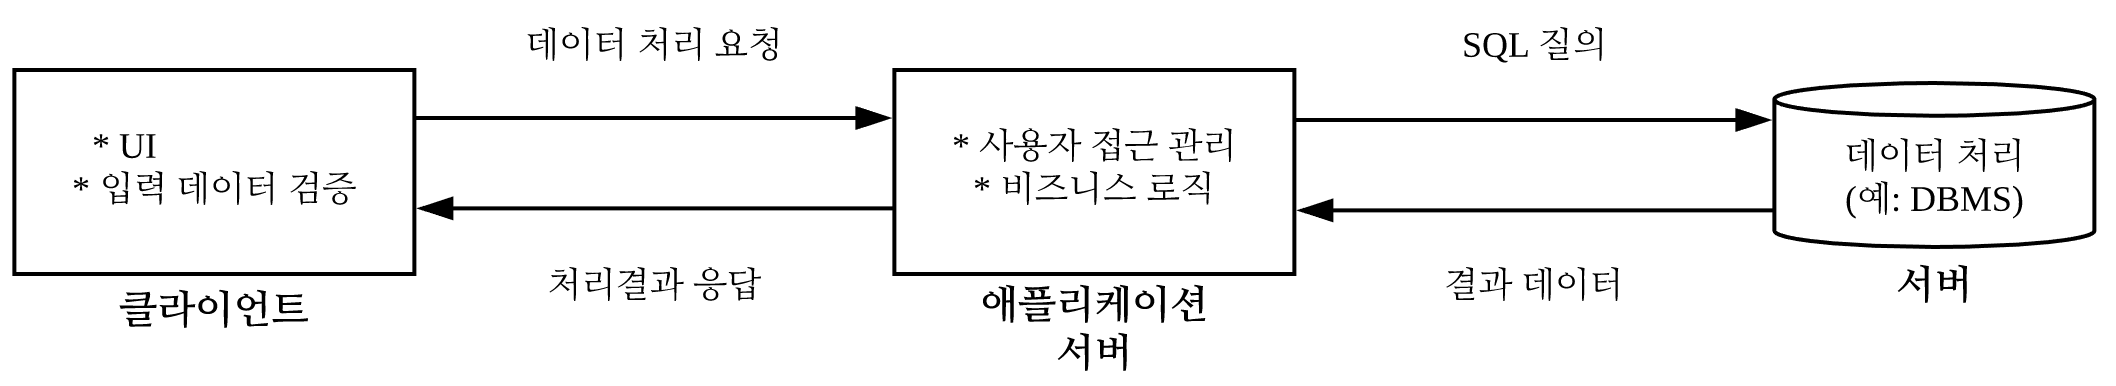 데이터 처리 요청
SQL 질의
* UI
* 입력 데이터 검증
* 사용자 접근 관리
* 비즈니스 로직
데이터 처리
(예: DBMS)
처리결과 응답
결과 데이터
클라이언트
애플리케이션
서버
서버